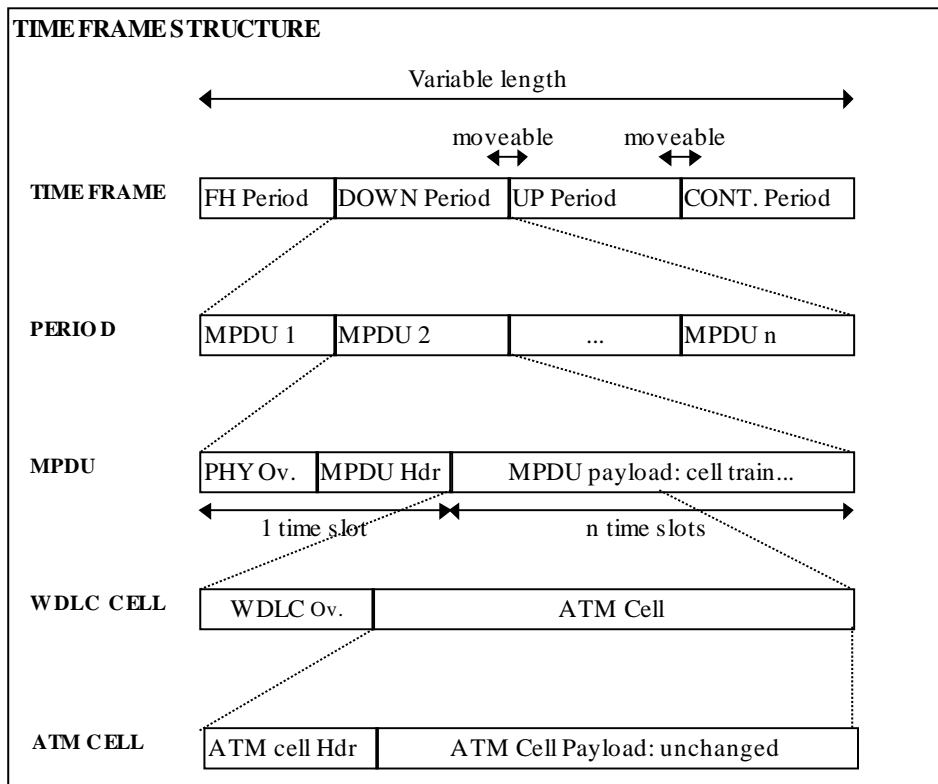 TIME FRAME STRUCTURE
Variable length
moveable moveable
TIME FRAME FH Period DOWN Period UP Period CONT. Period
PERIOD MPDU 1 MPDU 2 ... MPDU n
MPDU PHY Ov. MPDU Hdr MPDU payload: cell train...
1 time slot n time slots
WDLC CELL WDLC Ov. ATM Cell
ATM CELL ATM cell Hdr ATM Cell Payload: unchanged